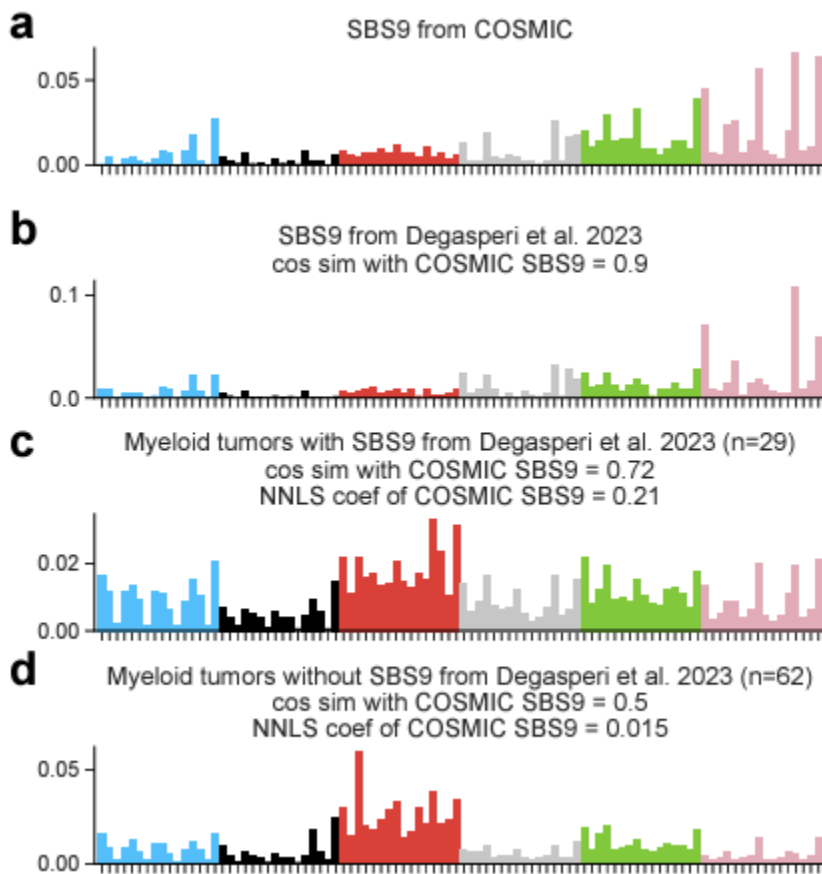 a
SBS9 from COSMIC
0.05
0.00
b
SBS9 from Degasperi et al. 2023
cos sim with COSMIC SBS9 = 0.9
0.1
0.0
c
Myeloid tumors with SBS9 from Degasperi et al. 2023 (n=29)
cos sim with COSMIC SBS9 = 0.72
NNLS coef of COSMIC SBS9 = 0.21
0.02
0.00
d
Myeloid tumors without SBS9 from Degasperi et al. 2023 (n=62)
cos sim with COSMIC SBS9 = 0.5
NNLS coef of COSMIC SBS9 = 0.015
0.05
0.00